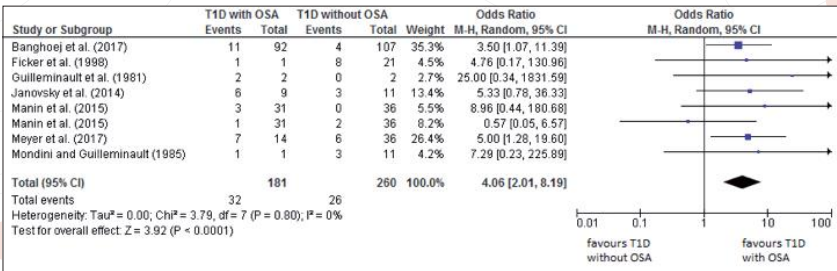 T1D with OSA T1D without OSA Odds Ratio Odds Ratio
Study or Subgroup Events Total Events Total Weight M-H, Random, 95% CI M-H, Random, 95% CI
Banghoej et al. (2017) 11 92 4 107 35.3% 3.50 [1.07, 11.39]
Ficker et al. (1998) 1 1 8 21 4.4% 4.76 [0.17, 130.96]
Guilleminault et al. (1981) 2 2 0 2 2.7% 25.00 [0.34, 1831.59]
Janovsky et al. (2014) 6 9 3 11 13.3% 5.33 [0.78, 36.33]
Manin et al. (2015) 3 31 0 36 5.5% 8.96 [0.44, 180.68]
Manin et al. (2015) 1 31 2 36 8.2% 0.57 [0.05, 6.57]
Meyer et al. (2017) 7 14 6 36 26.4% 5.00 [1.28, 19.60]
Mondini and Guilleminault (1985) 1 1 3 11 4.2% 7.29 [0.23, 225.89]
Total (95% CI) 181 260 100.0% 4.06 [2.01, 8.19]
Total events 32 26
Heterogeneity: Tau² = 0.00; Chi² = 3.79, df = 7 (P = 0.80); I² = 0%
Test for overall effect: Z = 3.92 (P < 0.0001)
0.01 0.1 1 10 100
favours T1D favours T1D
without OSA with OSA